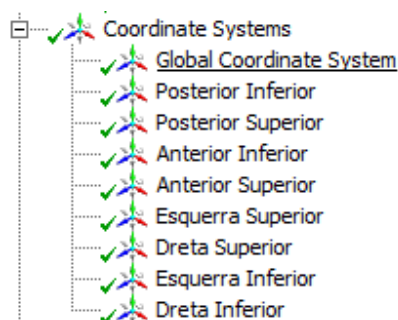 Coordinate Systems
Global Coordinate System
Posterior Inferior
Posterior Superior
Anterior Inferior
Anterior Superior
Esquerra Superior
Dreta Superior
Esquerra Inferior
Dreta Inferior